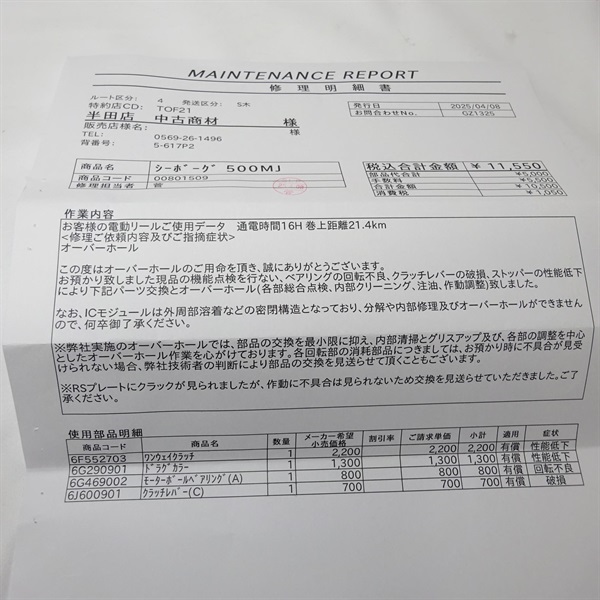 MAINTENANCE REPORT
修理明細書
ルート区分: 4 発送区分: S木
特約店CD: TOF21
半田店 中古商材 様
販売店様名: 様
TEL: 0569-26-1496
背番号: 5-617P2
発行日 2025/04/08
お問合わせNo. GZ1325
商品名 シーボーグ 500MJ
商品コード 00801509
修理担当者 菅
税込合計金額 ¥11,550
部品代合計 ¥5,000
手数料 ¥5,500
合計金額 ¥10,500
消費税 ¥1,050
作業内容
お客様の電動リールご使用データ 通電時間16H 巻上距離21.4km
<修理ご依頼内容及びご指摘症状>
オーバーホール
この度はオーバーホールのご用命を頂き、誠にありがとうございます。
お預かり致しました現品の機能点検を行ない、ベアリングの回転不良、クラッチレバーの破損、ストッパーの性能低下
により下記パーツ交換とオーバーホール(各部総合点検、内部クリーニング、注油、作動調整)致しました。
なお、ICモジュールは外周部溶着などの密閉構造となっており、分解や内部修理及びオーバーホールができません
ので、何卒御了承ください。
※弊社実施のオーバーホールでは、部品の交換を最小限に抑え、内部清掃とグリスアップ及び、各部の調整を中心
としたオーバーホール作業を心がけております。各回転部の消耗部品につきましては、お預かり時に不具合が見受
けられない場合、弊社技術者の判断により部品の交換を見送らせて頂くこともございます。
※RSプレートにクラックが見られましたが、作動に不具合は見られないため交換を見送らせていただきました。ご了
承ください。
使用部品明細
商品コード 商品名 数量 メーカー希望小売価格 割引率 ご請求単価 小計 適用 症状
6F552703 ワンウェイクラッチ 1 2,200 2,200 2,200 有償 性能低下
6G290901 ドラグカラー 1 1,300 1,300 1,300 有償 性能低下
6G469002 モーターボールベアリング(A) 1 800 800 800 有償 回転不良
6J600901 クラッチレバー(C) 1 700 700 700 有償 破損